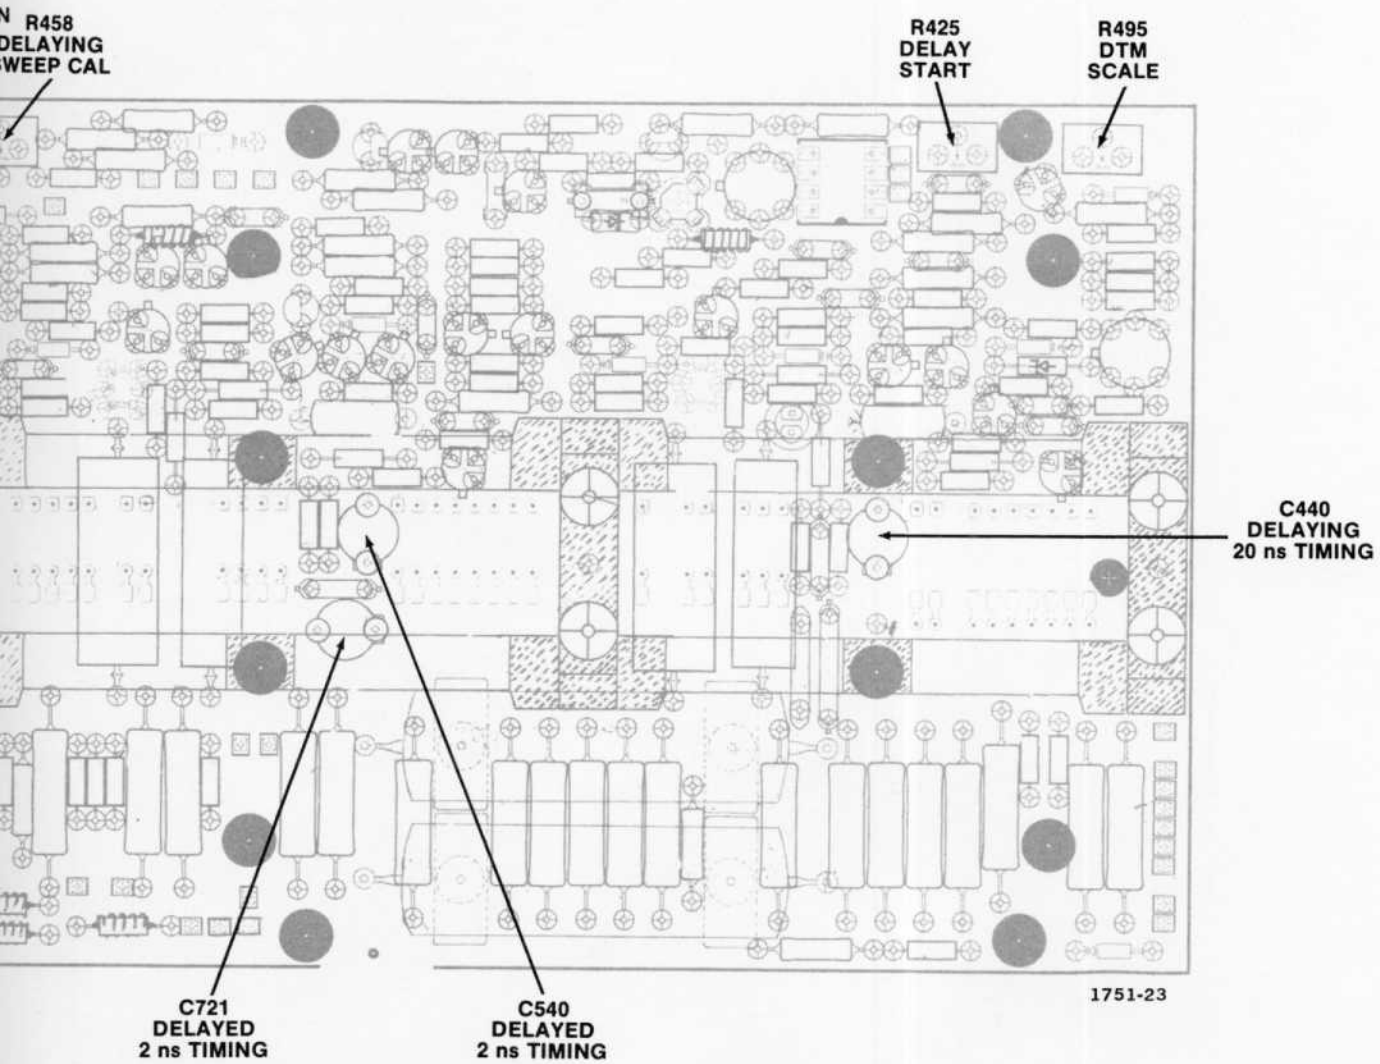 N
R458
DELAYING
SWEEP CAL
R425
DELAY
START
R495
DTM
SCALE
C440
DELAYING
20 ns TIMING
1751-23
C721
DELAYED
2 ns TIMING
C540
DELAYED
2 ns TIMING